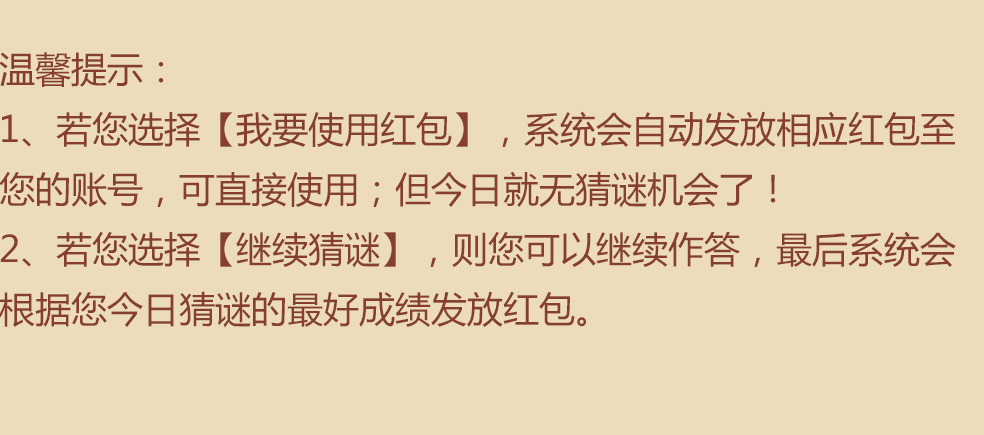 温馨提示：
1、若您选择【我要使用红包】，系统会自动发放相应红包至
您的账号，可直接使用；但今日就无猜谜机会了！
2、若您选择【继续猜谜】，则您可以继续作答，最后系统会
根据您今日猜谜的最好成绩发放红包。